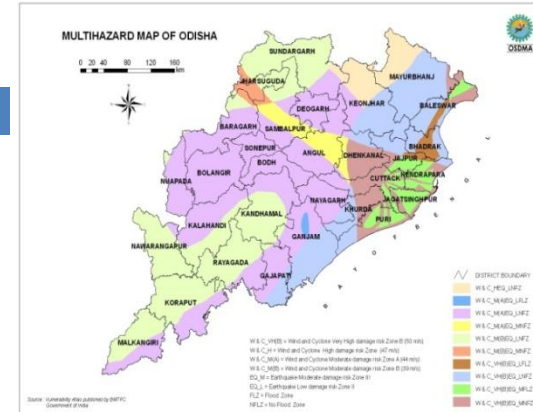 MULTIHAZARD MAP OF ODISHA
OSDMA
0 20 40 80 120 160
kms
SUNDARGARH
JHARSUGUDA
MAYURBHANJ
KEONJHAR
DEOGARH
BALESWAR
BARAGARH
SAMBALPUR
BHADRAK
SONEPUR
ANGUL
DHENKANAL
JAJPUR
BODH
KENDRAPARA
BOLANGIR
CUTTACK
NUAPADA
JAGATSINGHPUR
NAYAGARH
KHURDA
PURI
KANDHAMAL
KALAHANDI
GANJAM
NAWARANGAPUR
RAYAGADA
GAJAPATI
KORAPUT
MALKANGIRI
BAY OF BENGAL
DISTRICT BOUNDARY
W & C_VH(B) = Wind and Cyclone Very High damage risk Zone B (50 m/s)
W & C_H = Wind and Cyclone High damage risk Zone (47 m/s)
W & C_M(A) = Wind and Cyclone Moderate damage risk Zone A (44 m/s)
W & C_M(B) = Wind and Cyclone Moderate damage risk Zone B (39 m/s)
EQ_M = Earthquake Moderate damage risk Zone III
EQ_L = Earthquake Low damage risk Zone II
FLZ = Flood Zone
NFLZ = No Flood Zone
Source : Vulnerability Atlas published by BMTPC
Government of India